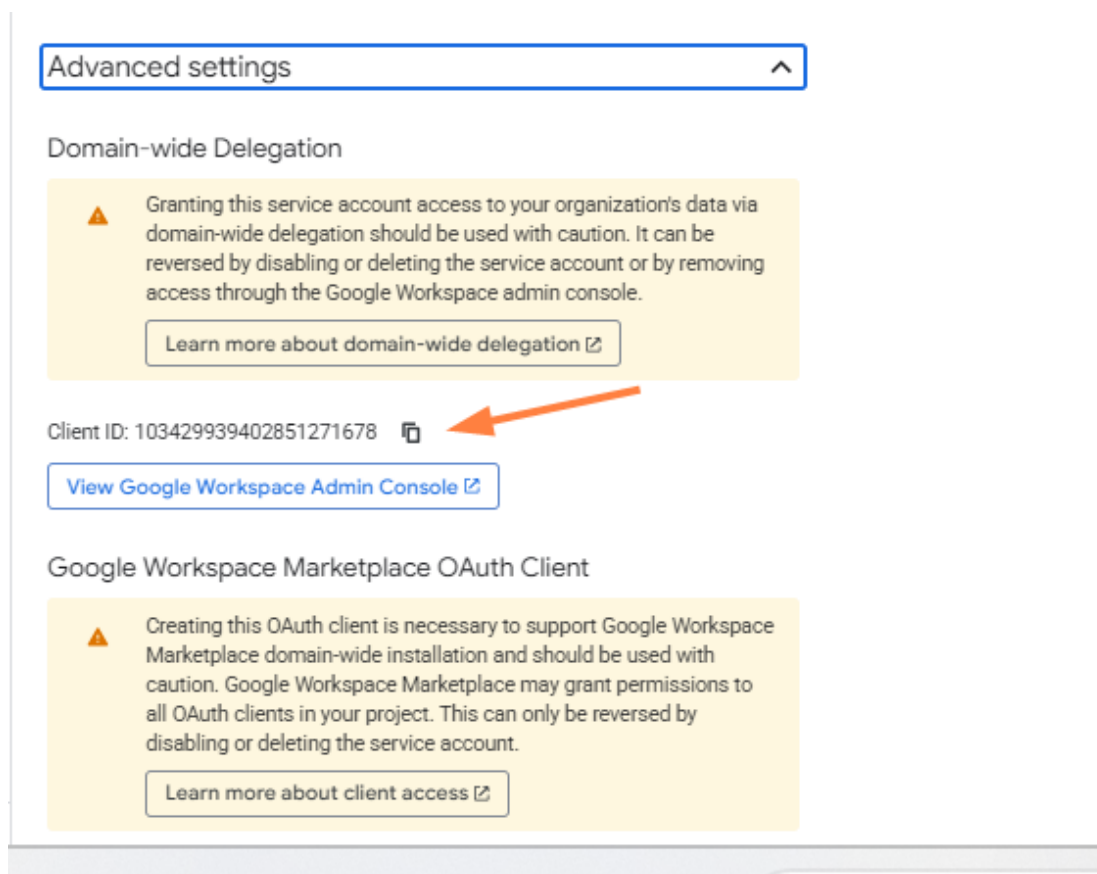 Advanced settings
Domain-wide Delegation
Granting this service account access to your organization's data via
domain-wide delegation should be used with caution. It can be
reversed by disabling or deleting the service account or by removing
access through the Google Workspace admin console.
Learn more about domain-wide delegation
Client ID: 103429939402851271678
View Google Workspace Admin Console
Google Workspace Marketplace OAuth Client
Creating this OAuth client is necessary to support Google Workspace
Marketplace domain-wide installation and should be used with
caution. Google Workspace Marketplace may grant permissions to
all OAuth clients in your project. This can only be reversed by
disabling or deleting the service account.
Learn more about client access